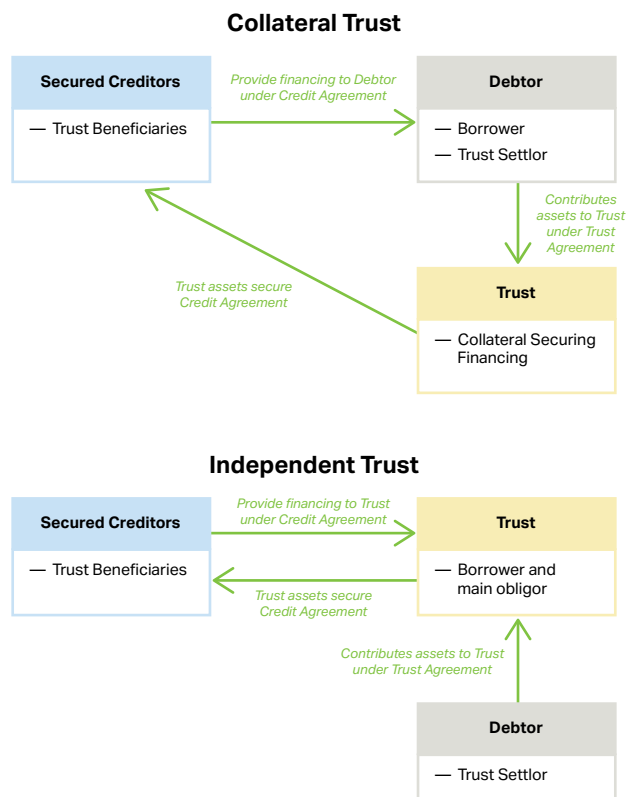 Collateral Trust
Secured Creditors
— Trust Beneficiaries
Provide financing to Debtor
under Credit Agreement
Debtor
— Borrower
— Trust Settlor
Contributes
assets to Trust
under Trust
Agreement
Trust assets secure
Credit Agreement
Trust
— Collateral Securing
Financing
Independent Trust
Secured Creditors
— Trust Beneficiaries
Provide financing to Trust
under Credit Agreement
Trust
— Borrower and
main obligor
Trust assets secure
Credit Agreement
Contributes assets to Trust
under Trust Agreement
Debtor
— Trust Settlor